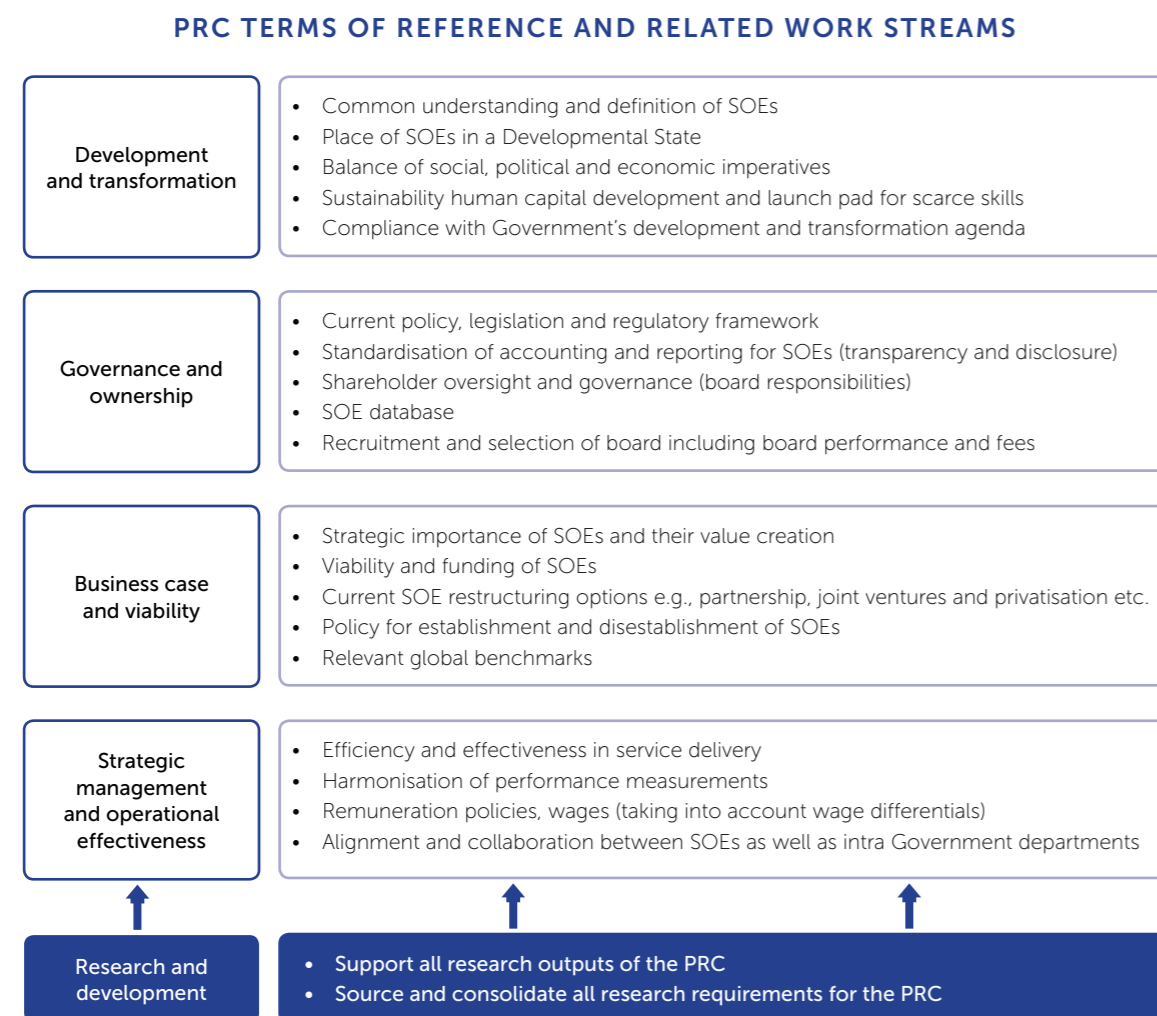 PRC TERMS OF REFERENCE AND RELATED WORK STREAMS
Development
and transformation
• Common understanding and definition of SOEs
• Place of SOEs in a Developmental State
• Balance of social, political and economic imperatives
• Sustainability human capital development and launch pad for scarce skills
• Compliance with Government’s development and transformation agenda
Governance and
ownership
• Current policy, legislation and regulatory framework
• Standardisation of accounting and reporting for SOEs (transparency and disclosure)
• Shareholder oversight and governance (board responsibilities)
• SOE database
• Recruitment and selection of board including board performance and fees
Business case
and viability
• Strategic importance of SOEs and their value creation
• Viability and funding of SOEs
• Current SOE restructuring options e.g., partnership, joint ventures and privatisation etc.
• Policy for establishment and disestablishment of SOEs
• Relevant global benchmarks
Strategic
management
and operational
effectiveness
• Efficiency and effectiveness in service delivery
• Harmonisation of performance measurements
• Remuneration policies, wages (taking into account wage differentials)
• Alignment and collaboration between SOEs as well as intra Government departments
Research and
development
• Support all research outputs of the PRC
• Source and consolidate all research requirements for the PRC